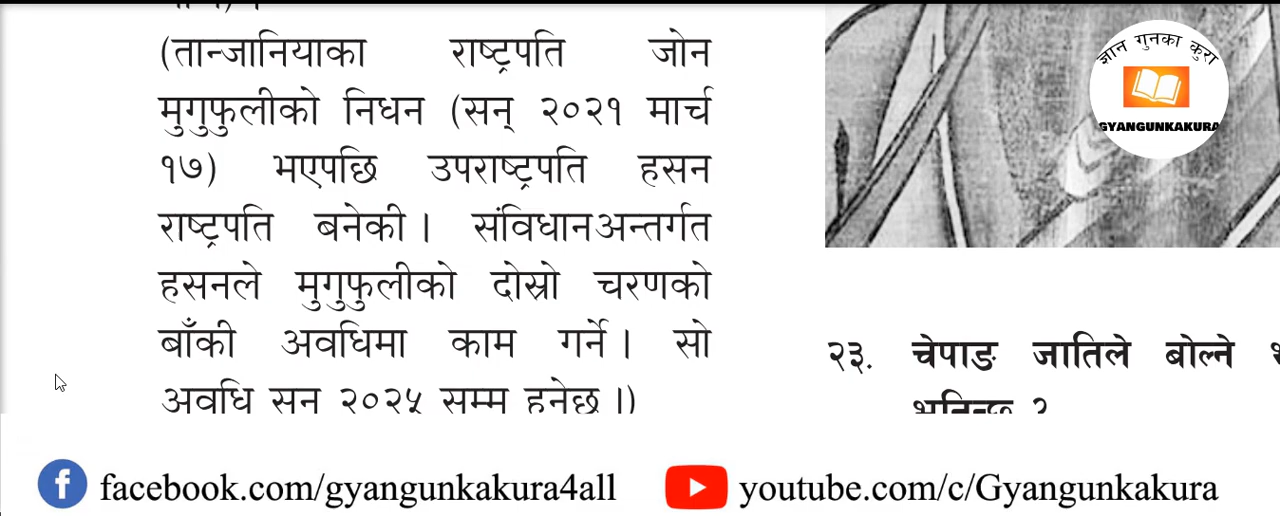 (तान्जानियाका राष्ट्रपति जोन
मुगुफुलीको निधन (सन् २०२१ मार्च
१७) भएपछि उपराष्ट्रपति हसन
राष्ट्रपति बनेकी। संविधानअन्तर्गत
हसनले मुगुफुलीको दोस्रो चरणको
बाँकी अवधिमा काम गर्ने। सो
अवधि सन २०२५ सम्म हुनेछ।)
ज्ञान गुनका कुरा
GYANGUNKAKURA
२३. चेपाङ जातिले बोल्ने
facebook.com/gyangunkakura4all
youtube.com/c/Gyangunkakura